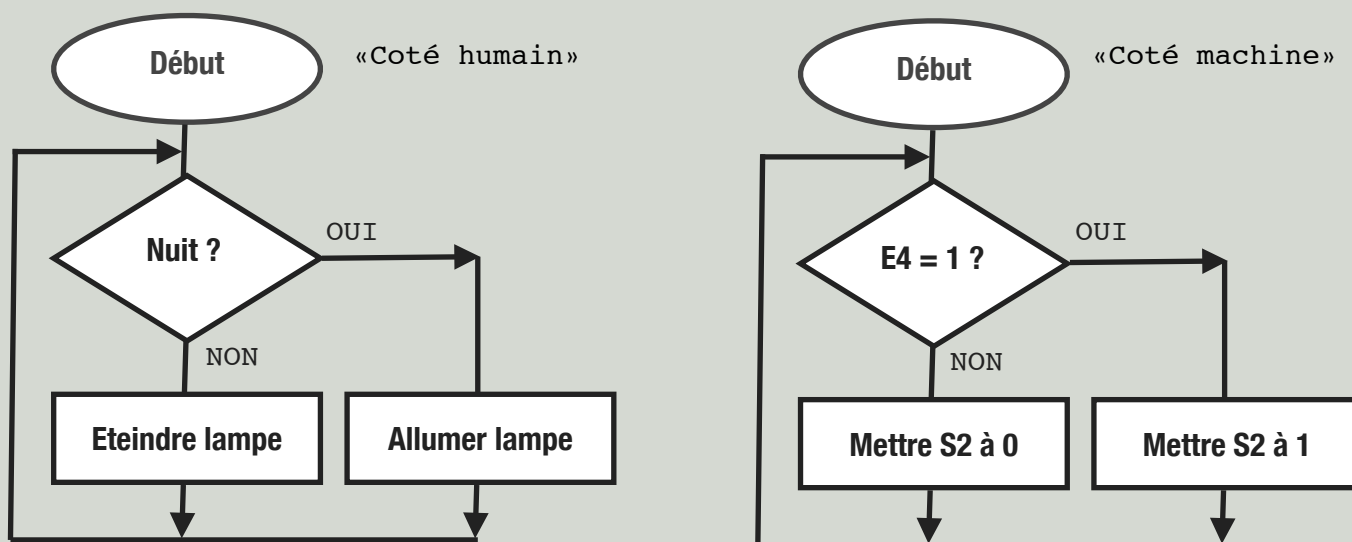 Début
«Coté humain»
Nuit ?
OUI
NON
Eteindre lampe
Allumer lampe
Début
«Coté machine»
E4 = 1 ?
OUI
NON
Mettre S2 à 0
Mettre S2 à 1